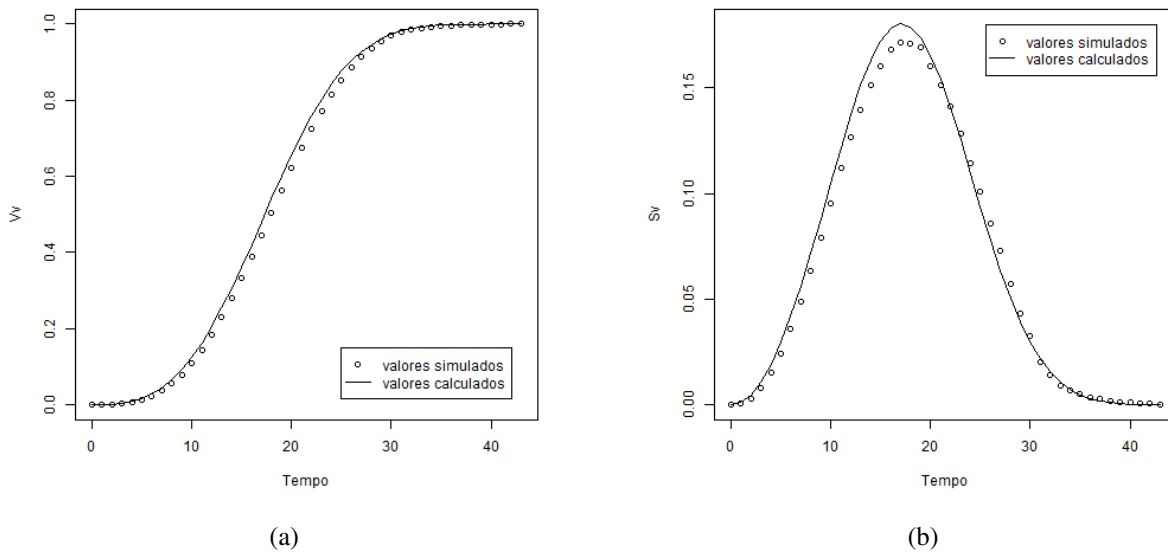 1.0
0.8
0.6
0.4
0.2
0.0
Vv
valores simulados
valores calculados
0 10 20 30 40
Tempo
(a)
0.15
0.10
0.05
0.00
Sv
valores simulados
valores calculados
0 10 20 30 40
Tempo
(b)